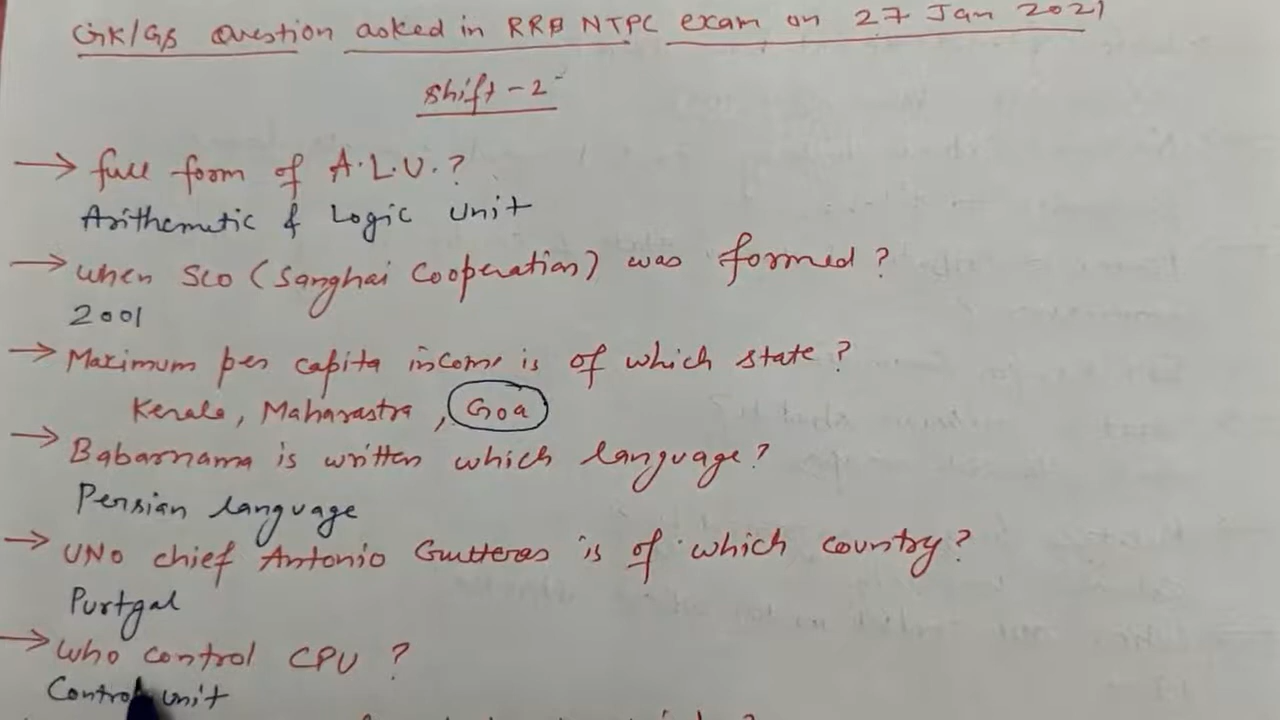 GK/GS Question asked in RRB NTPC exam on 27 Jan 2021
Shift-2
→ full form of A.L.U.?
Arithemetic & Logic Unit
→ when SCO (Sanghai Cooperation) was formed?
2001
→ Maximum per capita income is of which state?
Kerala, Maharastra, Goa
→ Babarnama is written which language?
Persian language
→ UNO chief Antonio Gutteras is of which country?
Purtgal
→ Who control CPU?
Control unit